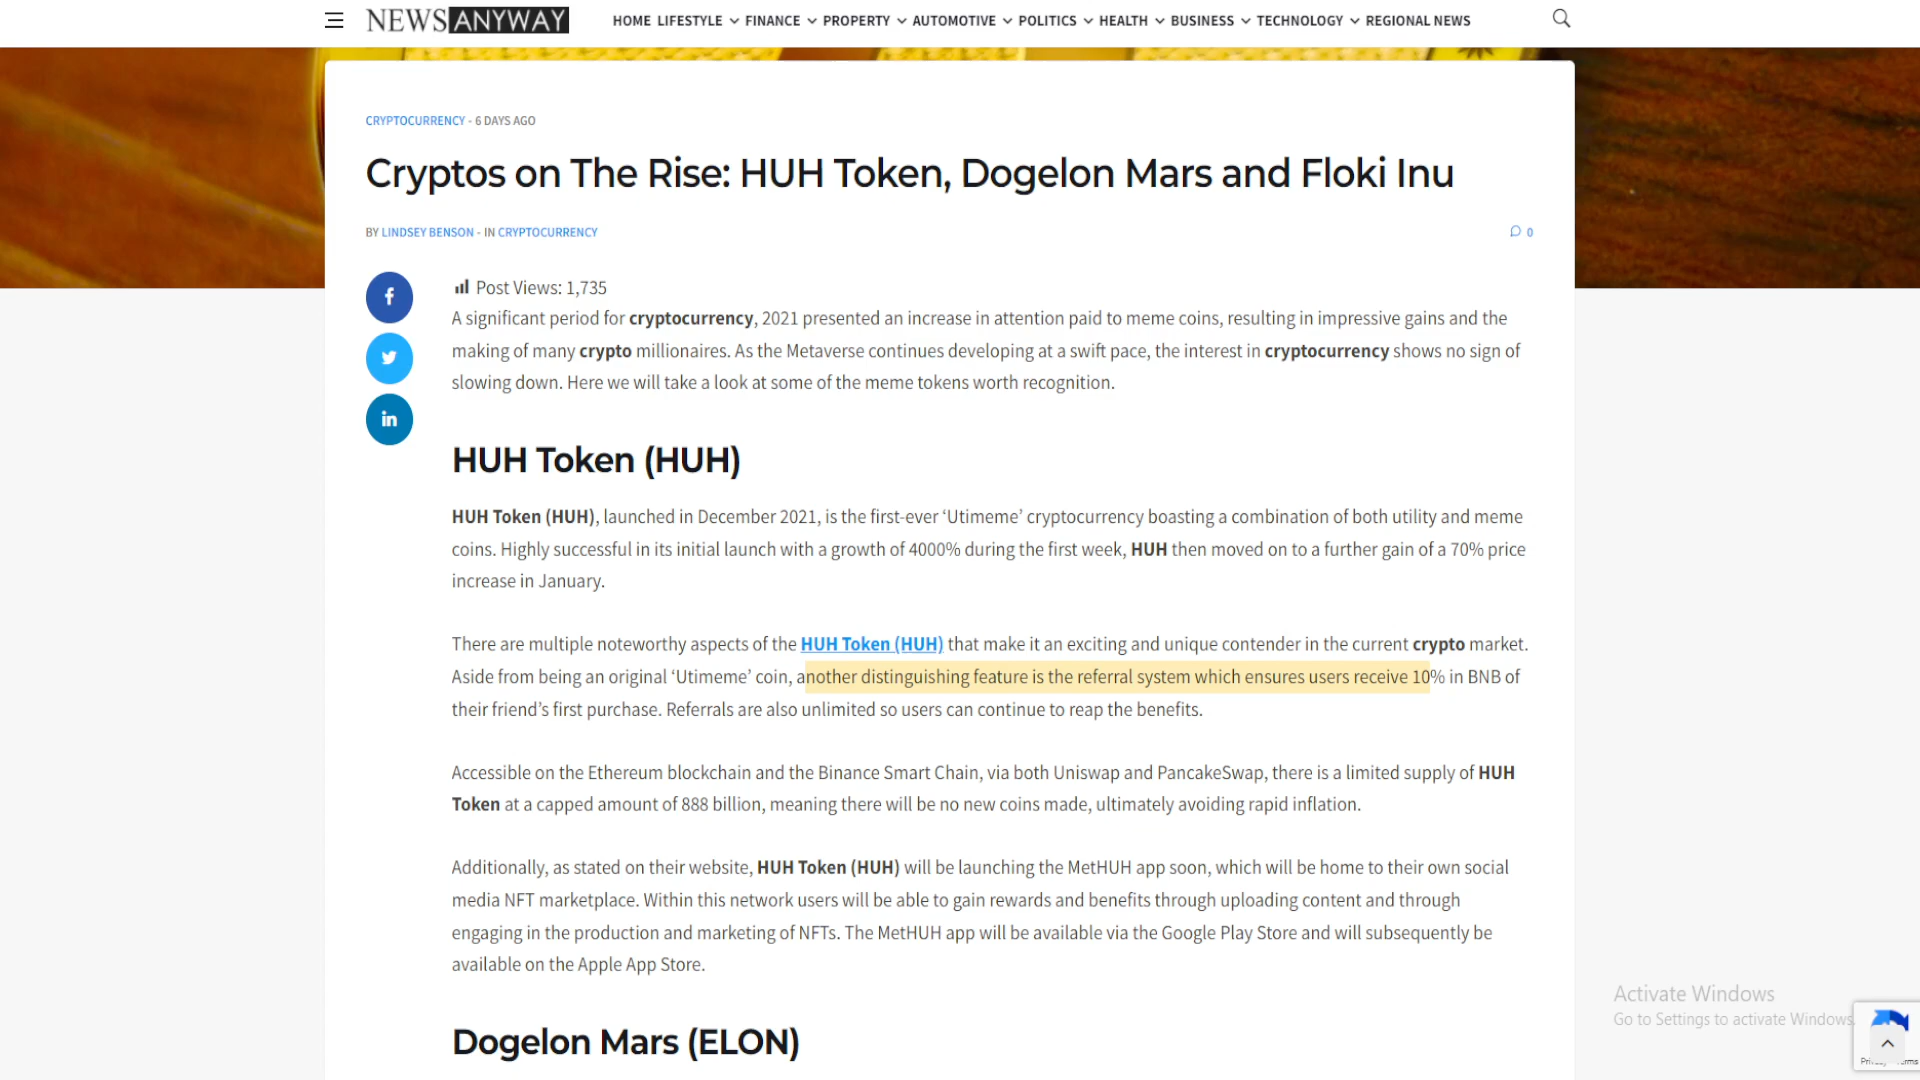 NEWS ANYWAY
HOME LIFESTYLE FINANCE PROPERTY AUTOMOTIVE POLITICS HEALTH BUSINESS TECHNOLOGY REGIONAL NEWS
CRYPTOCURRENCY - 6 DAYS AGO
Cryptos on The Rise: HUH Token, Dogelon Mars and Floki Inu
BY LINDSEY BENSON - IN CRYPTOCURRENCY
0
Post Views: 1,735
A significant period for cryptocurrency, 2021 presented an increase in attention paid to meme coins, resulting in impressive gains and the
making of many crypto millionaires. As the Metaverse continues developing at a swift pace, the interest in cryptocurrency shows no sign of
slowing down. Here we will take a look at some of the meme tokens worth recognition.
HUH Token (HUH)
HUH Token (HUH), launched in December 2021, is the first-ever ‘Utimeme’ cryptocurrency boasting a combination of both utility and meme
coins. Highly successful in its initial launch with a growth of 4000% during the first week, HUH then moved on to a further gain of a 70% price
increase in January.
There are multiple noteworthy aspects of the HUH Token (HUH) that make it an exciting and unique contender in the current crypto market.
Aside from being an original ‘Utimeme’ coin, another distinguishing feature is the referral system which ensures users receive 10% in BNB of
their friend’s first purchase. Referrals are also unlimited so users can continue to reap the benefits.
Accessible on the Ethereum blockchain and the Binance Smart Chain, via both Uniswap and PancakeSwap, there is a limited supply of HUH
Token at a capped amount of 888 billion, meaning there will be no new coins made, ultimately avoiding rapid inflation.
Additionally, as stated on their website, HUH Token (HUH) will be launching the MetHUH app soon, which will be home to their own social
media NFT marketplace. Within this network users will be able to gain rewards and benefits through uploading content and through
engaging in the production and marketing of NFTs. The MetHUH app will be available via the Google Play Store and will subsequently be
available on the Apple App Store.
Dogelon Mars (ELON)
Activate Windows
Go to Settings to activate Windows.